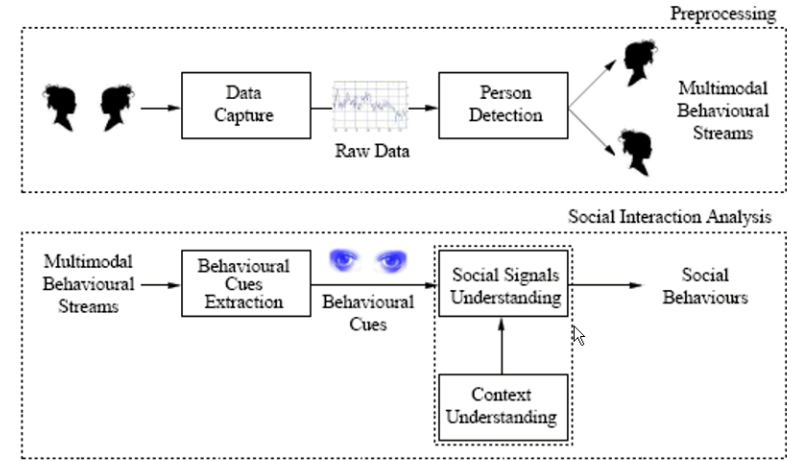 Preprocessing
Data
Capture
Raw Data
Person
Detection
Multimodal
Behavioural
Streams
Social Interaction Analysis
Multimodal
Behavioural
Streams
Behavioural
Cues
Extraction
Behavioural
Cues
Social Signals
Understanding
Social
Behaviours
Context
Understanding